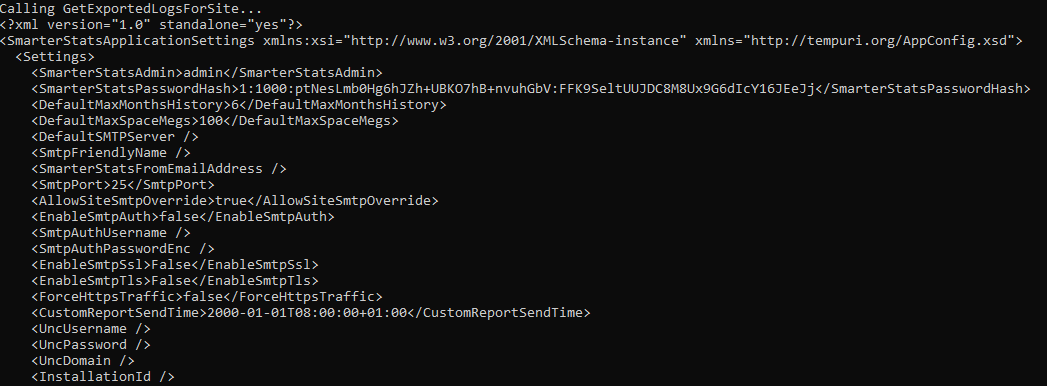 Calling GetExportedLogsForSite...
<?xml version="1.0" standalone="yes"?>
<SmarterStatsApplicationSettings xmlns:xsi="http://www.w3.org/2001/XMLSchema-instance" xmlns="http://tempuri.org/AppConfig.xsd">
  <Settings>
    <SmarterStatsAdmin>admin</SmarterStatsAdmin>
    <SmarterStatsPasswordHash>1:1000:ptNesLmb0Hg6hJZh+UBKO7hB+nvuhGbV:FFK9SeltUUJDC8M8Ux9G6dIcY16JEeJj</SmarterStatsPasswordHash>
    <DefaultMaxMonthsHistory>6</DefaultMaxMonthsHistory>
    <DefaultMaxSpaceMegs>100</DefaultMaxSpaceMegs>
    <DefaultSMTPServer />
    <SmtpFriendlyName />
    <SmarterStatsFromEmailAddress />
    <SmtpPort>25</SmtpPort>
    <AllowSiteSmtpOverride>true</AllowSiteSmtpOverride>
    <EnableSmtpAuth>false</EnableSmtpAuth>
    <SmtpAuthUsername />
    <SmtpAuthPasswordEnc />
    <EnableSmtpSsl>False</EnableSmtpSsl>
    <EnableSmtpTls>False</EnableSmtpTls>
    <ForceHttpsTraffic>false</ForceHttpsTraffic>
    <CustomReportSendTime>2000-01-01T08:00:00+01:00</CustomReportSendTime>
    <UncUsername />
    <UncPassword />
    <UncDomain />
    <InstallationId />